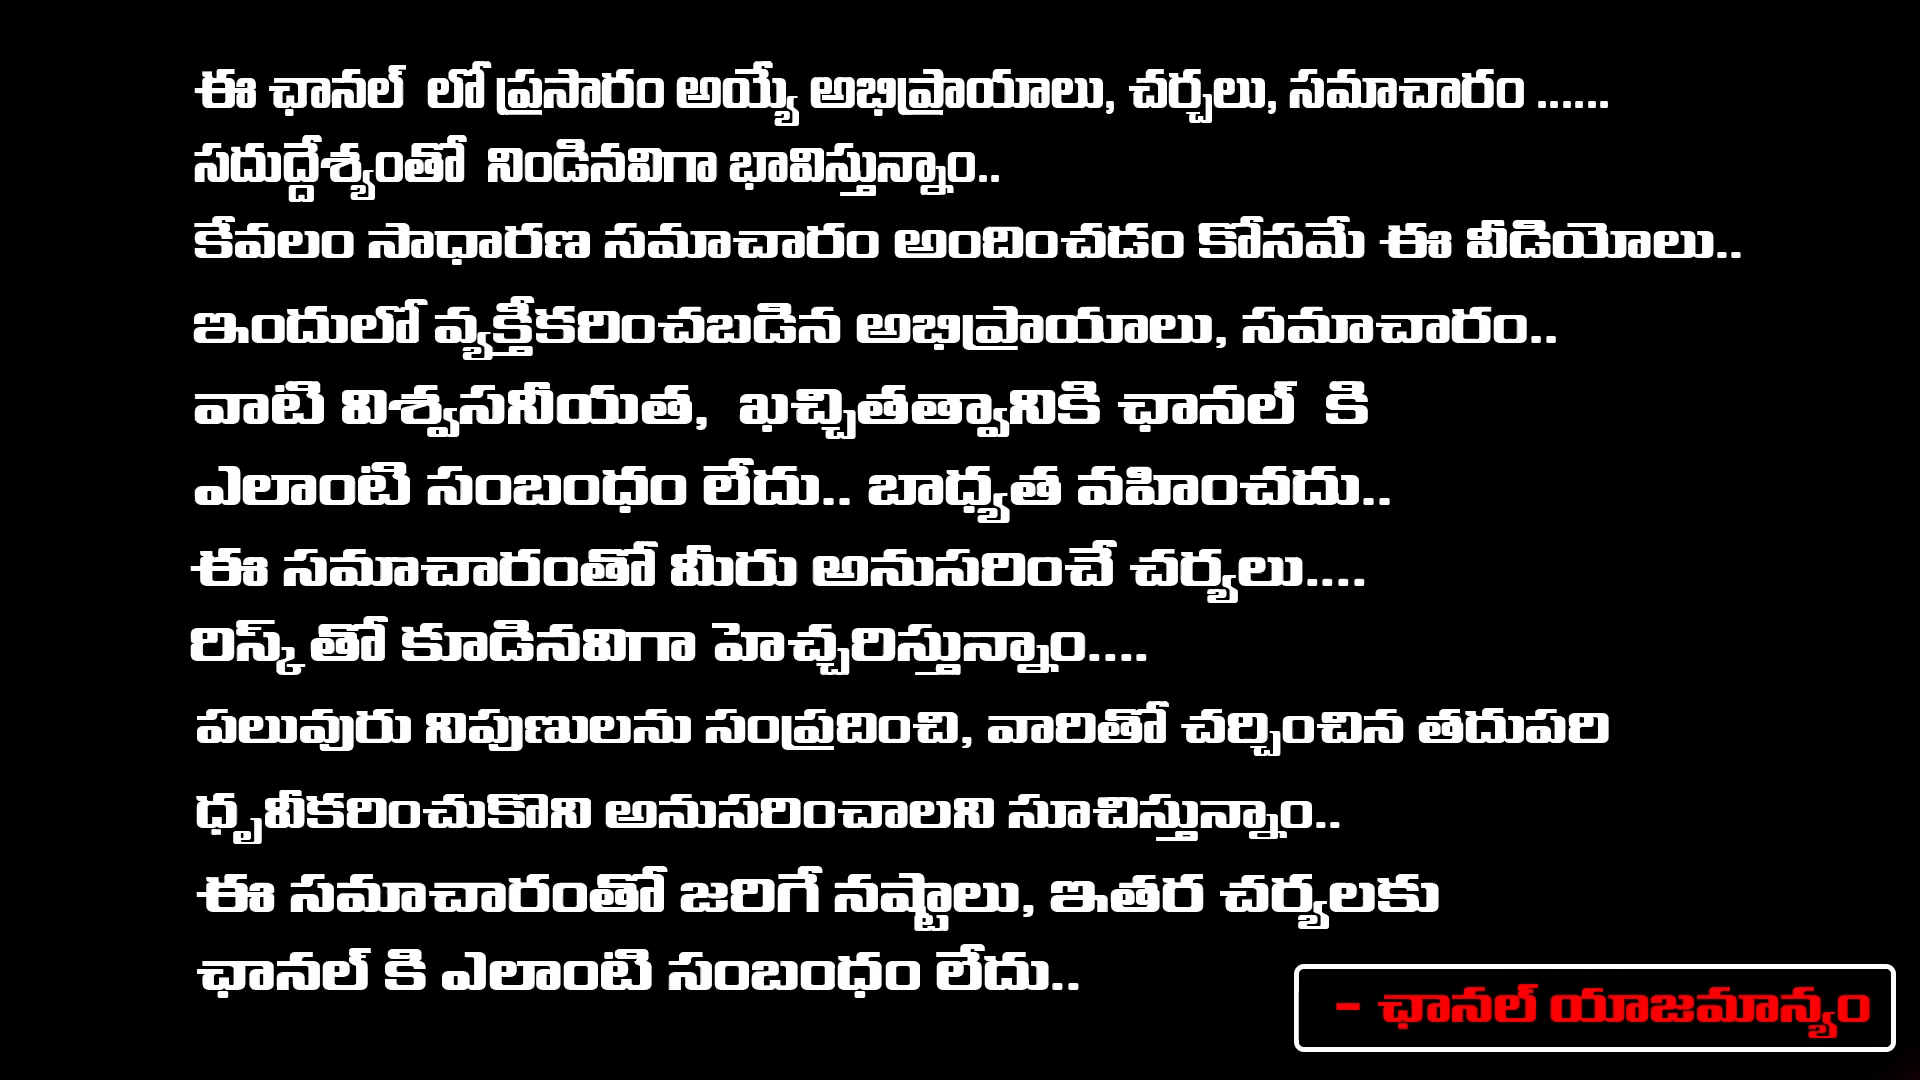 ఈ ఛానల్ లో ప్రసారం అయ్యే అభిప్రాయాలు, చర్చలు, సమాచారం ......
సదుద్దేశ్యంతో నిండినవిగా భావిస్తున్నాం..
కేవలం సాధారణ సమాచారం అందించడం కోసమే ఈ వీడియోలు..
ఇందులో వ్యక్తీకరించబడిన అభిప్రాయాలు, సమాచారం..
వాటి విశ్వసనీయత, ఖచ్చితత్వానికి ఛానల్ కి
ఎలాంటి సంబంధం లేదు.. బాధ్యత వహించదు..
ఈ సమాచారంతో మీరు అనుసరించే చర్యలు....
రిస్క్ తో కూడినవిగా హెచ్చరిస్తున్నాం....
పలువురు నిపుణులను సంప్రదించి, వారితో చర్చించిన తదుపరి
ధృవీకరించుకొని అనుసరించాలని సూచిస్తున్నాం..
ఈ సమాచారంతో జరిగే నష్టాలు, ఇతర చర్యలకు
ఛానల్ కి ఎలాంటి సంబంధం లేదు..
- ఛానల్ యాజమాన్యం